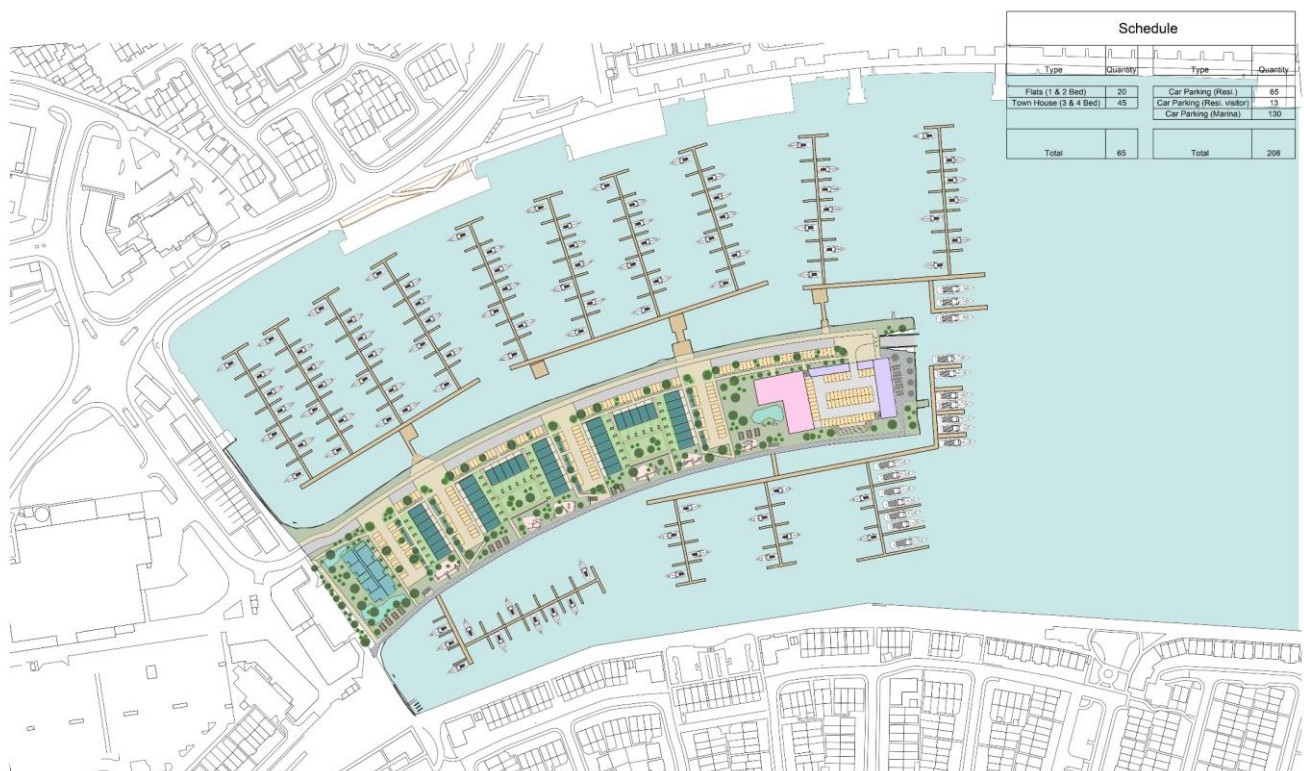 Schedule
Type Quantity Type Quantity
Flats (1 & 2 Bed) 20 Car Parking (Resi.) 65
Town House (3 & 4 Bed) 45 Car Parking (Resi. visitor) 13
Car Parking (Marina) 130
Total 65 Total 208